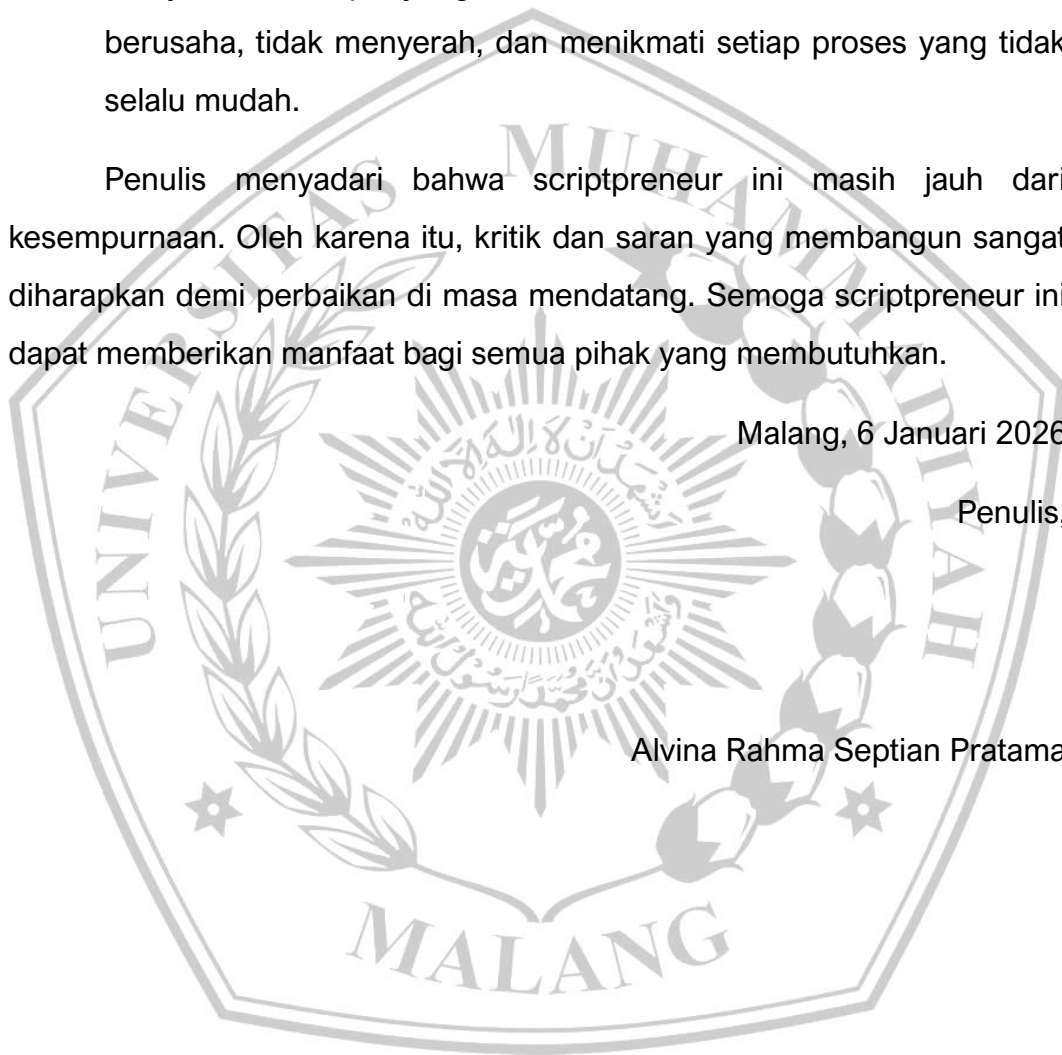 berusaha, tidak menyerah, dan menikmati setiap proses yang tidak
selalu mudah.
Penulis menyadari bahwa scriptpreneur ini masih jauh dari
kesempurnaan. Oleh karena itu, kritik dan saran yang membangun sangat
diharapkan demi perbaikan di masa mendatang. Semoga scriptpreneur ini
dapat memberikan manfaat bagi semua pihak yang membutuhkan.
Malang, 6 Januari 2026
Penulis,
Alvina Rahma Septian Pratama
UNIVERSITAS MUHAMMADIYAH
MALANG